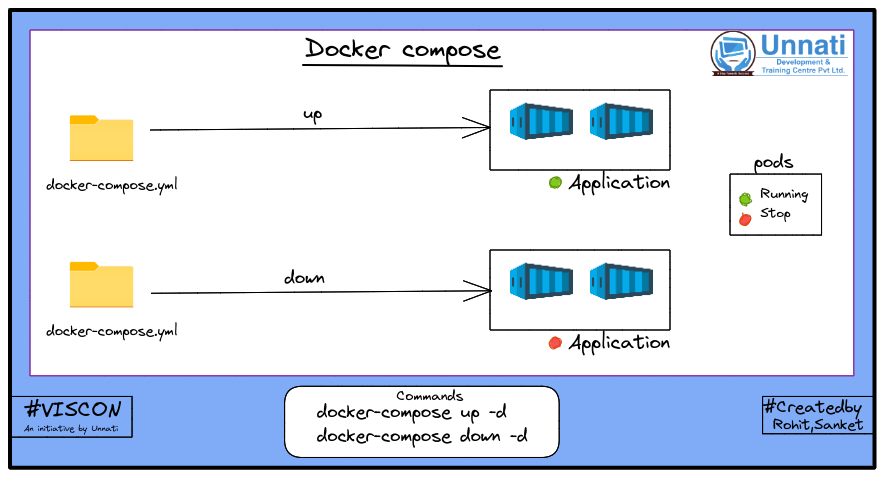 Docker compose
Unnati
Development &
Training Centre Pvt Ltd.
up
docker-compose.yml
Application
pods
Running
Stop
down
docker-compose.yml
Application
#VISCON
An initiative by Unnati
Commands
docker-compose up -d
docker-compose down -d
#Createdby
Rohit,Sanket